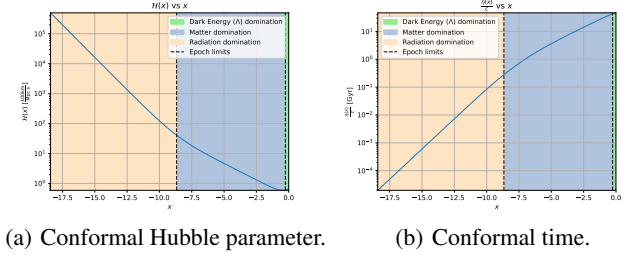 ℋ(x) vs x
Dark Energy (Λ) domination
Matter domination
Radiation domination
Epoch limits
10⁵
10⁴
10³
10²
10¹
10⁰
ℋ(x)
−17.5 −15.0 −12.5 −10.0 −7.5 −5.0 −2.5 0.0
x
η(x)/c vs x
Dark Energy (Λ) domination
Matter domination
Radiation domination
Epoch limits
10¹
10⁰
10⁻¹
10⁻²
10⁻³
10⁻⁴
η(x)/c [Gyr]
−17.5 −15.0 −12.5 −10.0 −7.5 −5.0 −2.5 0.0
x
(a) Conformal Hubble parameter.
(b) Conformal time.